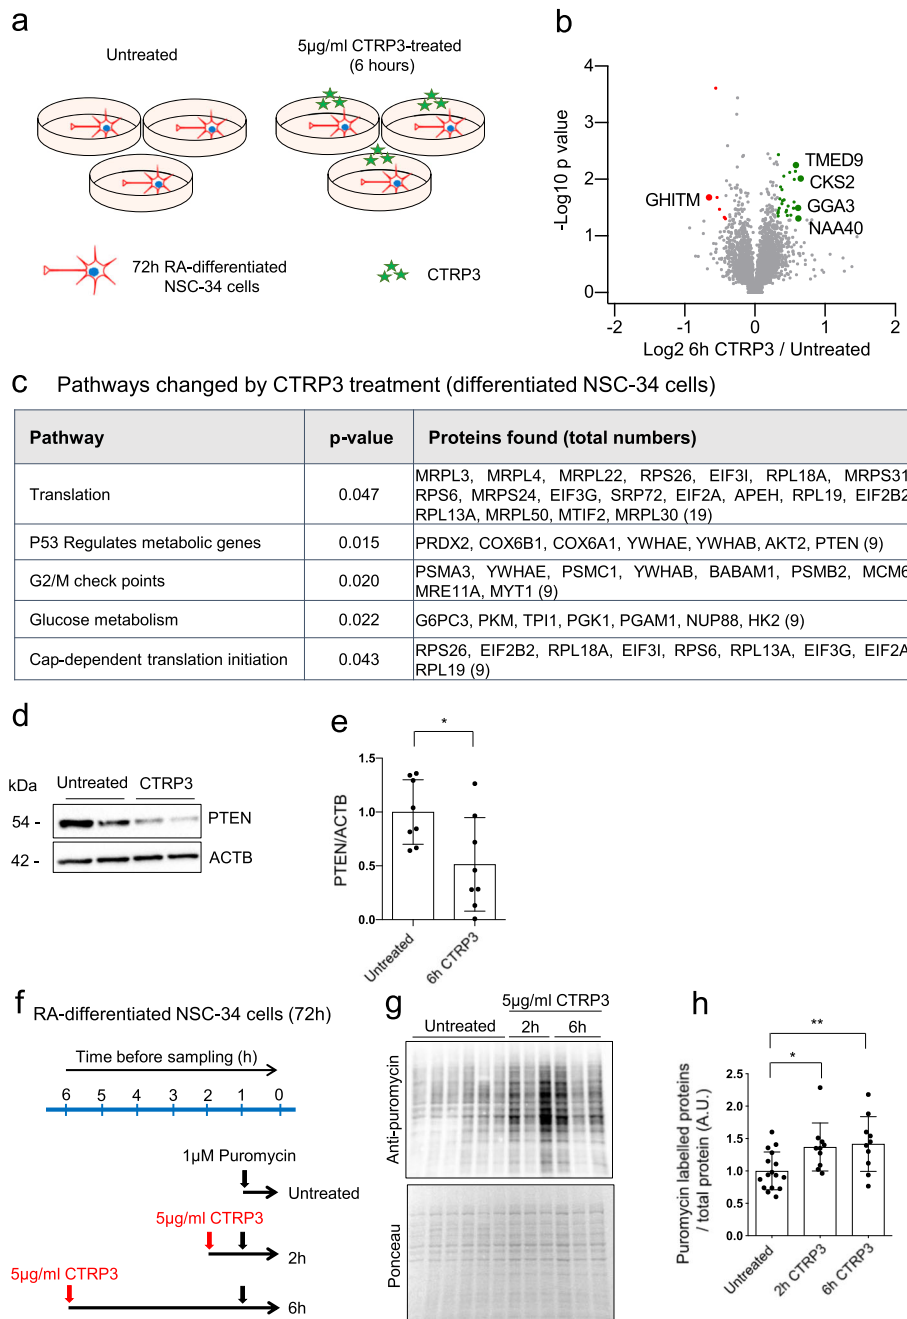 a
Untreated
5µg/ml CTRP3-treated
(6 hours)
72h RA-differentiated
NSC-34 cells
CTRP3
b
-Log10 p value
4
3
2
1
0
-2
-1
0
1
2
Log2 6h CTRP3 / Untreated
GHITM
TMED9
CKS2
GGA3
NAA40
c Pathways changed by CTRP3 treatment (differentiated NSC-34 cells)
Pathway p-value Proteins found (total numbers)
Translation 0.047
MRPL3, MRPL4, MRPL22, RPS26, EIF3I, RPL18A, MRPS31
RPS6, MRPS24, EIF3G, SRP72, EIF2A, APEH, RPL19, EIF2B2
RPL13A, MRPL50, MTIF2, MRPL30 (19)
P53 Regulates metabolic genes 0.015 PRDX2, COX6B1, COX6A1, YWHAE, YWHAB, AKT2, PTEN (9)
G2/M check points 0.020
PSMA3, YWHAE, PSMC1, YWHAB, BABAM1, PSMB2, MCM6
MRE11A, MYT1 (9)
Glucose metabolism 0.022 G6PC3, PKM, TPI1, PGK1, PGAM1, NUP88, HK2 (9)
Cap-dependent translation initiation 0.043
RPS26, EIF2B2, RPL18A, EIF3I, RPS6, RPL13A, EIF3G, EIF2A
RPL19 (9)
d
kDa
Untreated CTRP3
54 - PTEN
42 - ACTB
e
*
PTEN/ACTB
1.5
1.0
0.5
0.0
Untreated
6h CTRP3
f
RA-differentiated NSC-34 cells (72h)
Time before sampling (h)
6 5 4 3 2 1 0
1µM Puromycin
Untreated
5µg/ml CTRP3
2h
5µg/ml CTRP3
6h
g
5µg/ml CTRP3
Untreated 2h 6h
Anti-puromycin
Ponceau
h
**
*
Puromycin labelled proteins
/ total protein (A.U.)
2.5
2.0
1.5
1.0
0.5
0.0
Untreated
2h CTRP3
6h CTRP3